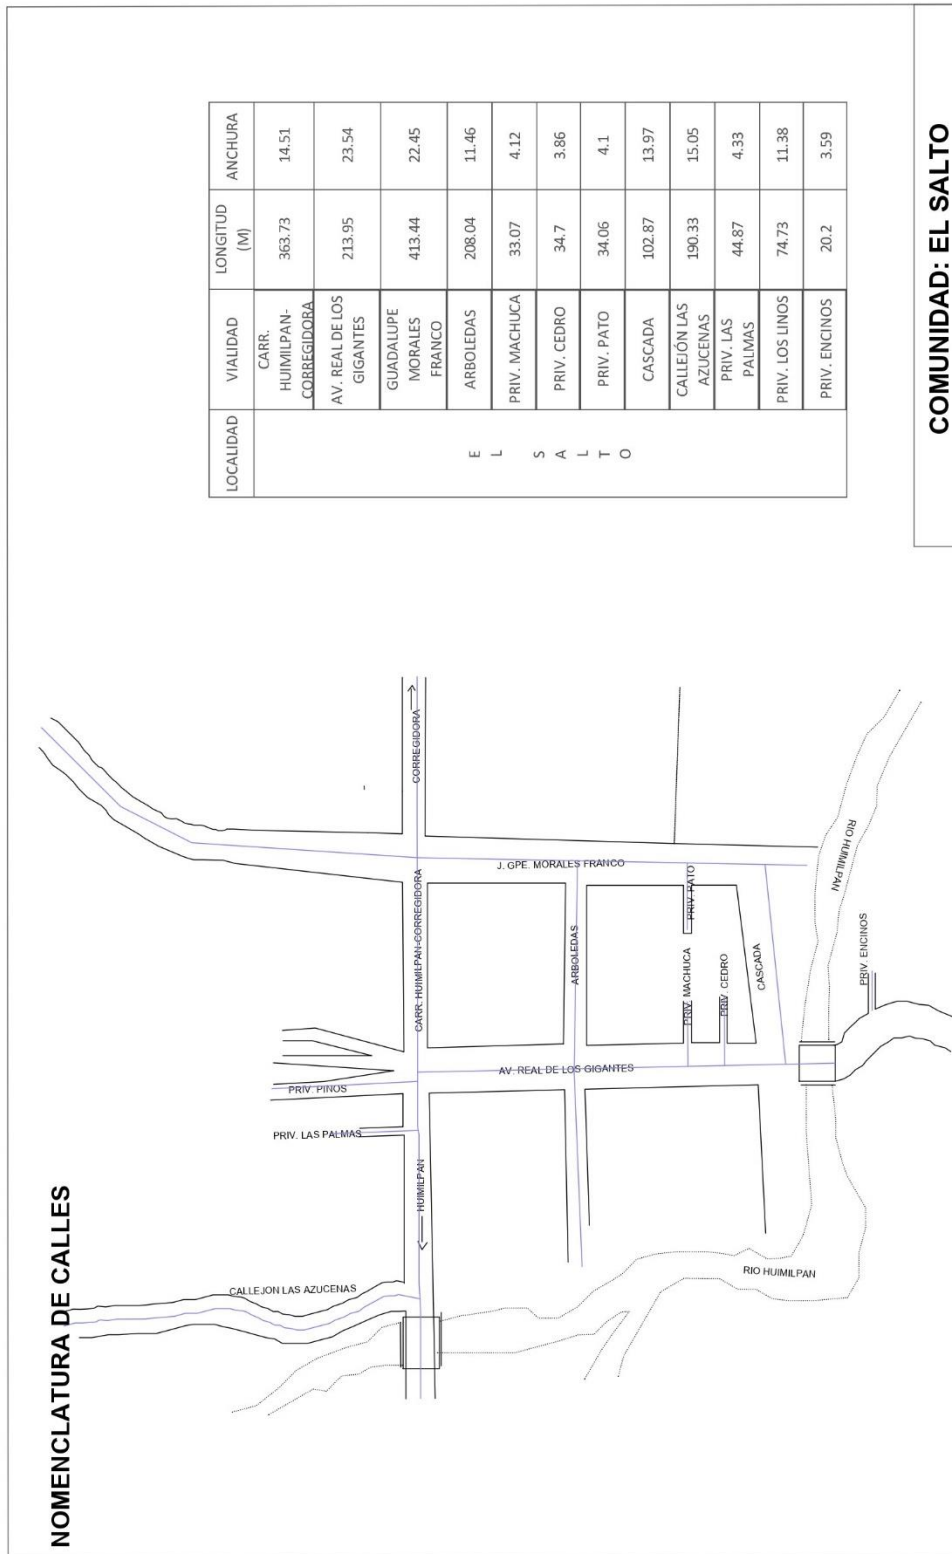 NOMENCLATURA DE CALLES
CALLEJON LAS AZUCENAS
PRIV. LAS PALMAS
PRIV. PINOS
HUIMILPAN
CARR. HUIMILPAN-CORREGIDORA
CORREGIDORA
J. GPE. MORALES FRANCO
ARBOLEDAS
AV. REAL DE LOS GIGANTES
PRIV. MACHUCA
PRIV. PATO
PRIV. CEDRO
CASCADA
RIO HUIMILPAN
RIO HUIMILPAN
PRIV. ENCINOS
LOCALIDAD VIALIDAD LONGITUD (M) ANCHURA
EL SALTO
CARR. HUIMILPAN-CORREGIDORA 363.73 14.51
AV. REAL DE LOS GIGANTES 213.95 23.54
GUADALUPE MORALES FRANCO 413.44 22.45
ARBOLEDAS 208.04 11.46
PRIV. MACHUCA 33.07 4.12
PRIV. CEDRO 34.7 3.86
PRIV. PATO 34.06 4.1
CASCADA 102.87 13.97
CALLEJÓN LAS AZUCENAS 190.33 15.05
PRIV. LAS PALMAS 44.87 4.33
PRIV. LOS LINOS 74.73 11.38
PRIV. ENCINOS 20.2 3.59
COMUNIDAD: EL SALTO